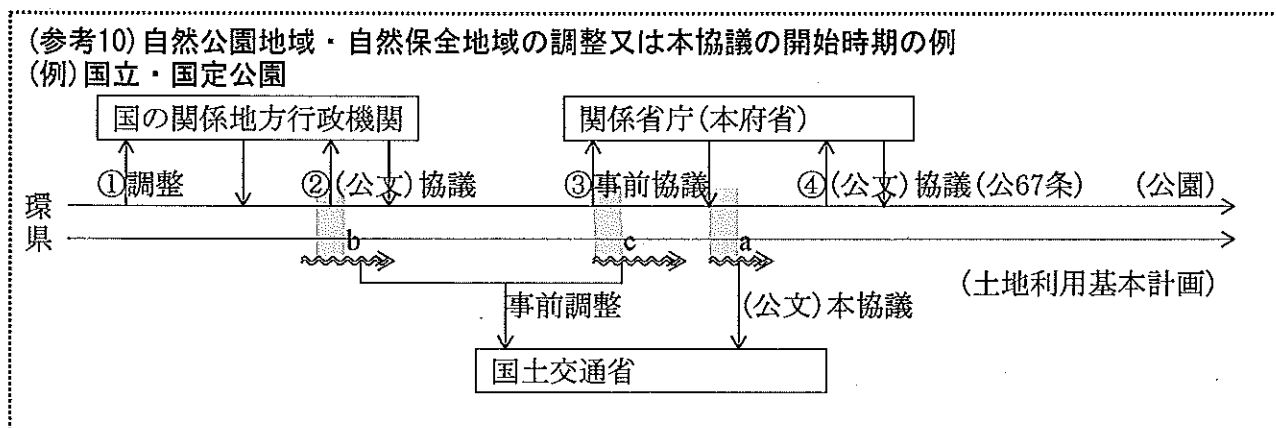 (参考10)自然公園地域・自然保全地域の調整又は本協議の開始時期の例
(例)国立・国定公園
国の関係地方行政機関
関係省庁(本府省)
①調整
②(公文)協議
③事前協議
④(公文)協議(公67条)
(公園)
環
県
b
c
a
(土地利用基本計画)
事前調整
(公文)本協議
国土交通省